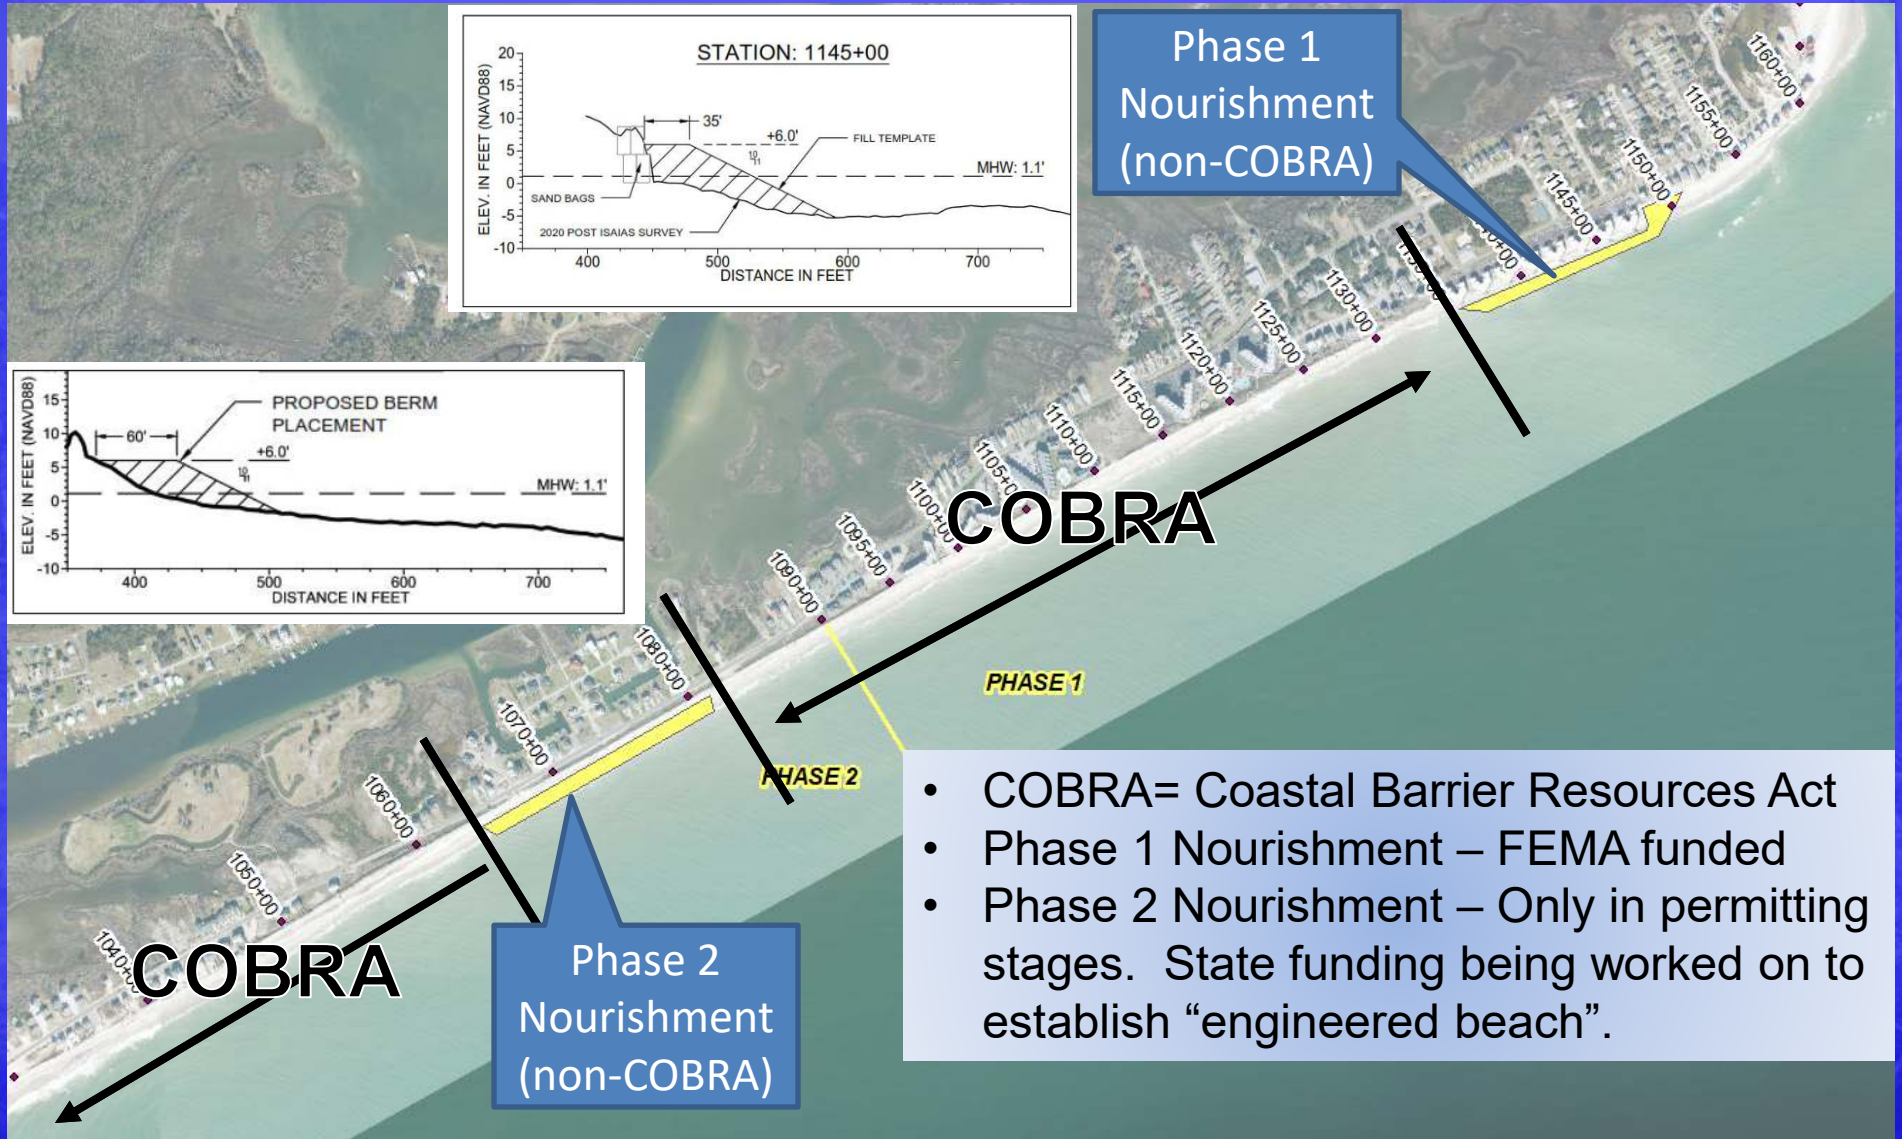 STATION: 1145+00
ELEV. IN FEET (NAVD88)
20
15
10
5
0
-5
-10
35'
+6.0'
10
1
FILL TEMPLATE
MHW: 1.1'
SAND BAGS
2020 POST ISAIAS SURVEY
400
500
600
700
DISTANCE IN FEET
Phase 1
Nourishment
(non-COBRA)
1160+00
1155+00
1150+00
1145+00
1130+00
1125+00
1120+00
1115+00
1110+00
1105+00
1100+00
1095+00
1090+00
1080+00
1070+00
1060+00
1050+00
ELEV. IN FEET (NAVD88)
15
10
5
0
-5
-10
PROPOSED BERM
PLACEMENT
60'
+6.0'
10
1
MHW: 1.1'
400
500
600
700
DISTANCE IN FEET
COBRA
PHASE 1
PHASE 2
COBRA
Phase 2
Nourishment
(non-COBRA)
• COBRA= Coastal Barrier Resources Act
• Phase 1 Nourishment – FEMA funded
• Phase 2 Nourishment – Only in permitting
stages. State funding being worked on to
establish “engineered beach”.